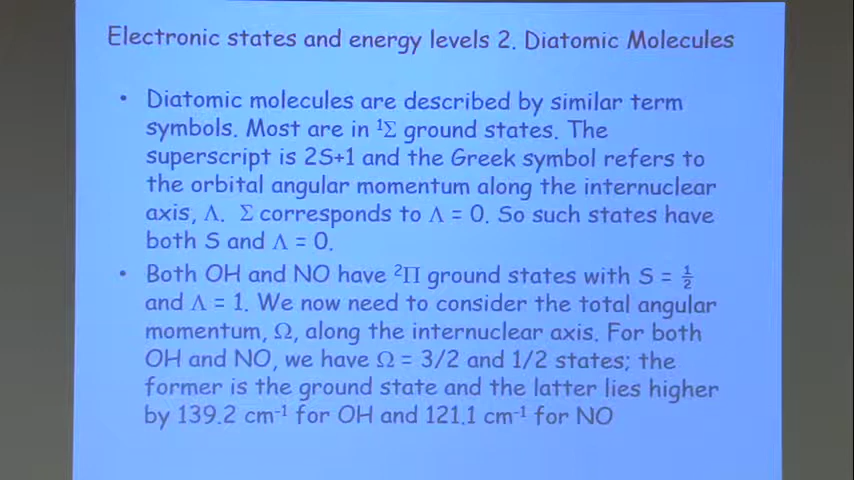 Electronic states and energy levels 2. Diatomic Molecules
• Diatomic molecules are described by similar term
symbols. Most are in ¹Σ ground states. The
superscript is 2S+1 and the Greek symbol refers to
the orbital angular momentum along the internuclear
axis, Λ. Σ corresponds to Λ = 0. So such states have
both S and Λ = 0.
• Both OH and NO have ²Π ground states with S = ½
and Λ = 1. We now need to consider the total angular
momentum, Ω, along the internuclear axis. For both
OH and NO, we have Ω = 3/2 and 1/2 states; the
former is the ground state and the latter lies higher
by 139.2 cm⁻¹ for OH and 121.1 cm⁻¹ for NO